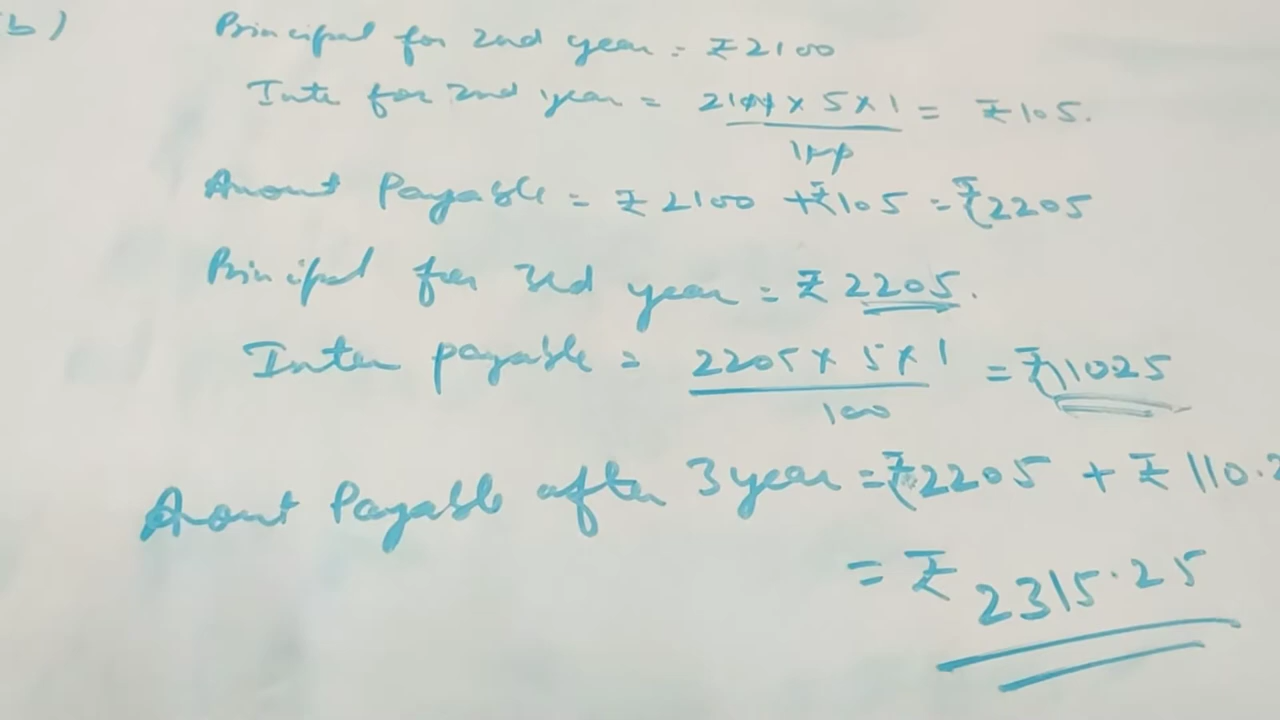 b)
Principal for 2nd year = ₹2100
Inte for 2nd year = 2100 × 5 × 1 = ₹105.
100
Amount Payable = ₹2100 + ₹105 = ₹2205
Principal for 3rd year = ₹2205.
Inten payable = 2205 × 5 × 1 = ₹11025
100
Amount Payable after 3 year = ₹2205 + ₹110.2
= ₹2315.25